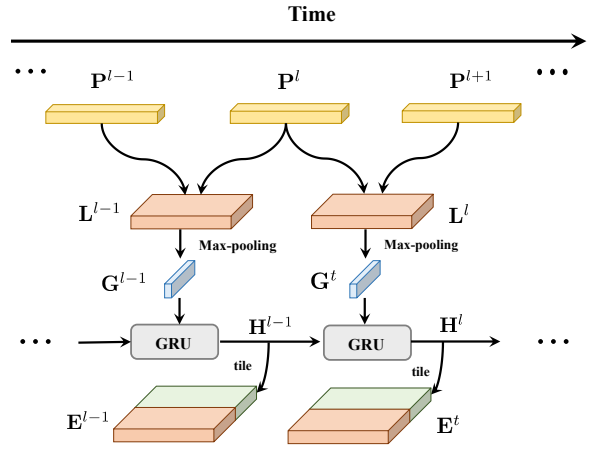 Time
... ...
P^{l-1} P^{l} P^{l+1}
L^{l-1} L^{l}
Max-pooling Max-pooling
G^{l-1} G^{t}
... GRU H^{l-1} GRU H^{l} ...
tile tile
E^{l-1} E^{t}